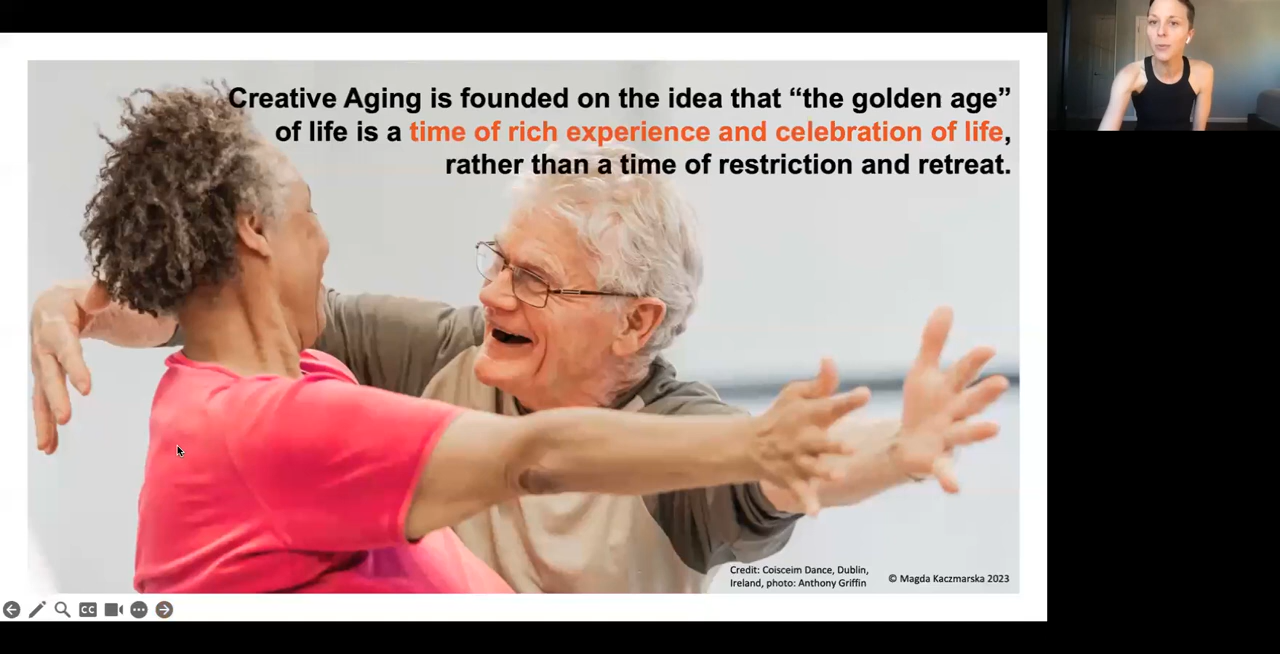 Creative Aging is founded on the idea that “the golden age”
of life is a time of rich experience and celebration of life,
rather than a time of restriction and retreat.
Credit: Coisceim Dance, Dublin,
Ireland, photo: Anthony Griffin
© Magda Kaczmarska 2023
CC